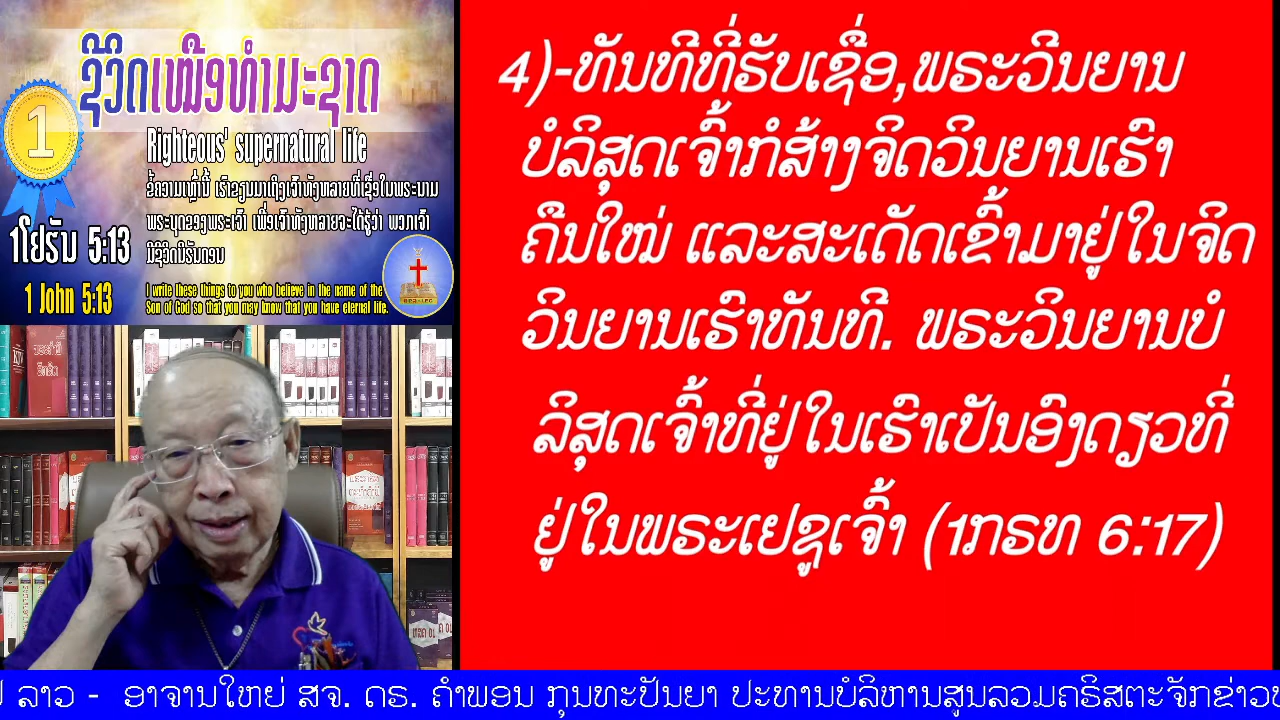 ຊີວິດເໜືອທຳມະຊາດ
1
Righteous' supernatural life
ຂໍ້ຄວາມເຫຼົ່ານີ້ ເຮົາຂຽນມາເຖິງເຈົ້າທັງຫລາຍທີ່ເຊື່ອໃນພຣະນາມ
ພຣະບຸດຂອງພຣະເຈົ້າ ເພື່ອເຈົ້າທັງຫລາຍຈະໄດ້ຮູ້ວ່າ ພວກເຈົ້າ
ມີຊີວິດນິຣັນດອນ
1ໂຢຮັນ 5:13
1 John 5:13
I write these things to you who believe in the name of the
Son of God so that you may know that you have eternal life.
4)-ທັນທີທີ່ຮັບເຊື່ອ,ພຣະວິນຍານ
ບໍລິສຸດເຈົ້າກໍສ້າງຈິດວິນຍານເຮົາ
ຄືນໃໝ່ ແລະສະເດັດເຂົ້າມາຢູ່ໃນຈິດ
ວິນຍານເຮົາທັນທີ. ພຣະວິນຍານບໍ
ລິສຸດເຈົ້າທີ່ຢູ່ໃນເຮົາເປັນອົງດຽວທີ່
ຢູ່ໃນພຣະເຢຊູເຈົ້າ (1ກຣທ 6:17)
ລາວ - ອາຈານໃຫຍ່ ສຈ. ດຣ. ຄຳພອນ ກຸນທະປັນຍາ ປະທານບໍລິຫານສູນລວມຄຣິສຕະຈັກຂ່າວ